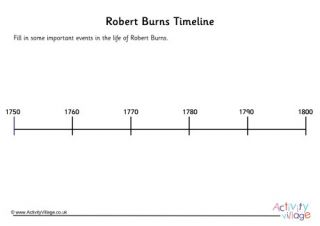 Robert Burns Timeline
Fill in some important events in the life of Robert Burns.
1750 1760 1770 1780 1790 1800
© www.ActivityVillage.co.uk
Activity
Village